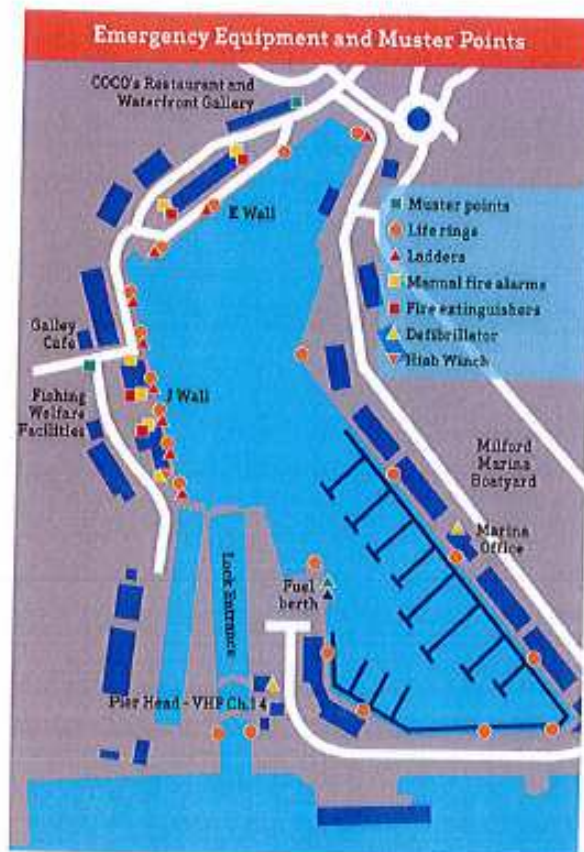 Emergency Equipment and Muster Points
COCO's Restaurant and
Waterfront Gallery
E Wall
Muster points
Life rings
Ladders
Manual fire alarms
Fire extinguishers
Defibrillator
Hiab Winch
Galley
Café
Fishing
Welfare
Facilities
J Wall
Milford
Marina
Boatyard
Marina
Office
Lock Entrance
Fuel
berth
Pier Head - VHF Ch.14